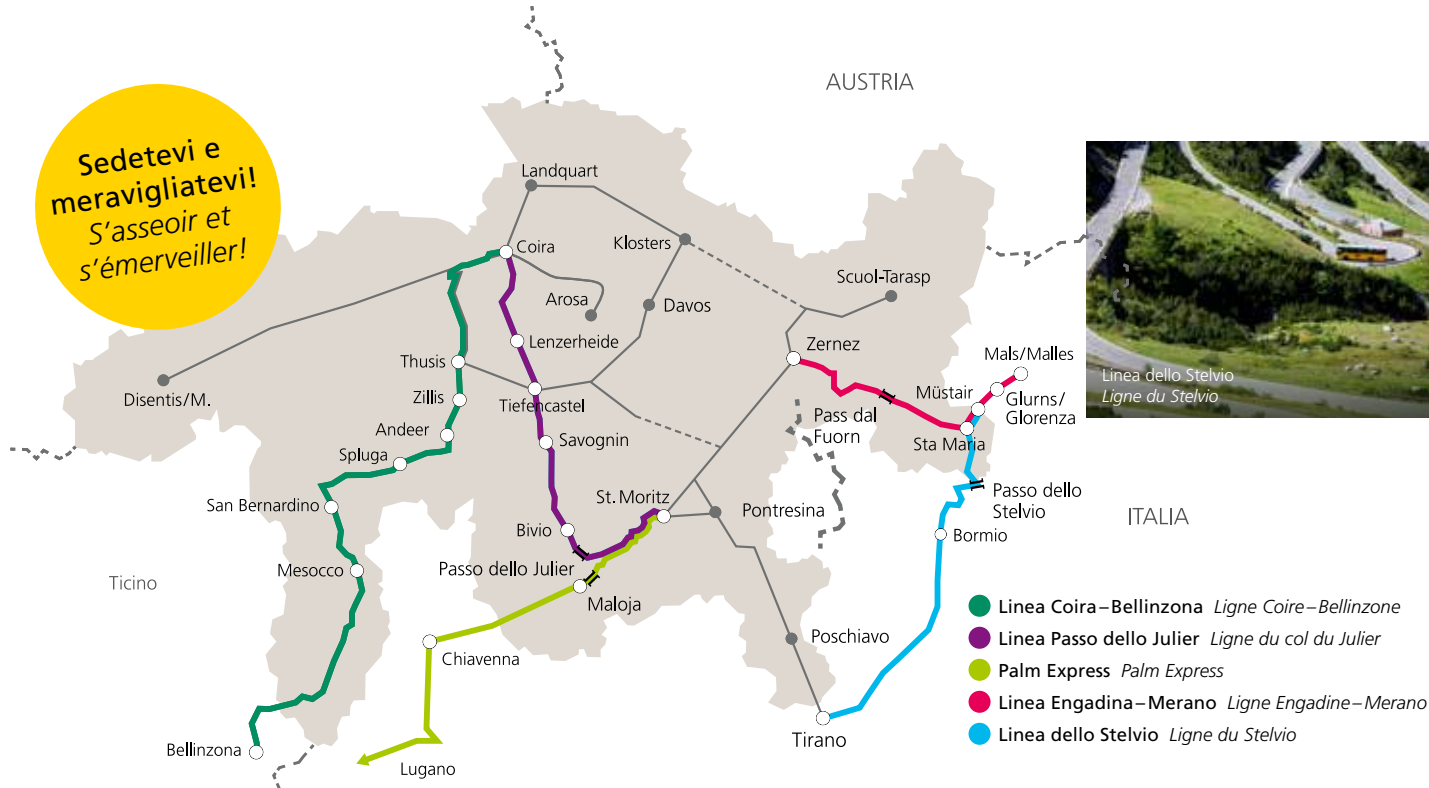 AUSTRIA
Sedetevi e
meravigliatevi!
S'asseoir et
s'émerveiller!
Landquart
Klosters
Coira
Scuol-Tarasp
Arosa
Davos
Lenzerheide
Zernez
Thusis
Mals/Malles
Linea dello Stelvio
Ligne du Stelvio
Disentis/M.
Zillis
Tiefencastel
Müstair
Glurns/
Glorenza
Pass dal
Fuorn
Andeer
Savognin
Sta Maria
Spluga
San Bernardino
St. Moritz
Pontresina
Passo dello
Stelvio
ITALIA
Bivio
Bormio
Mesocco
Passo dello Julier
Ticino
Maloja
Linea Coira–Bellinzona Ligne Coire–Bellinzone
Poschiavo
Linea Passo dello Julier Ligne du col du Julier
Chiavenna
Palm Express Palm Express
Linea Engadina–Merano Ligne Engadine–Merano
Linea dello Stelvio Ligne du Stelvio
Tirano
Bellinzona
Lugano